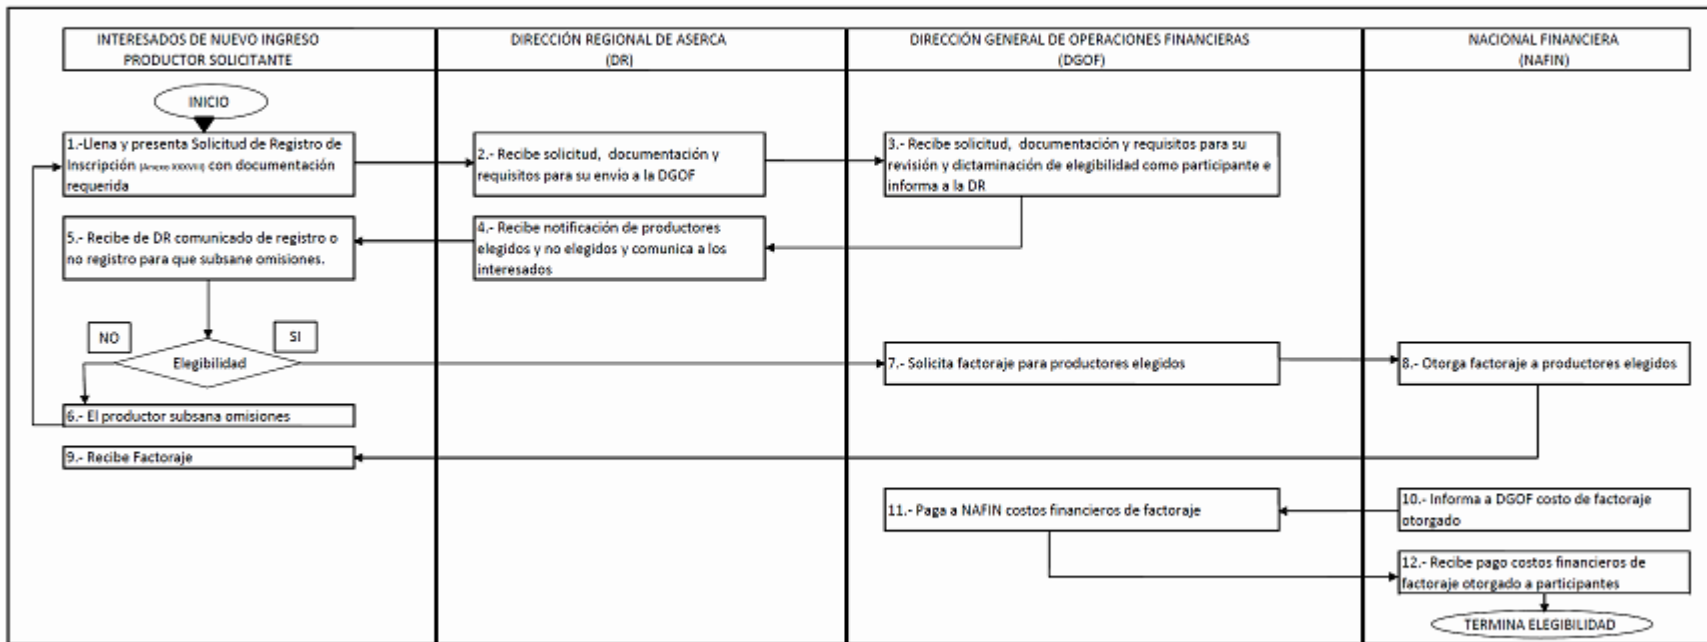 INTERESADOS DE NUEVO INGRESO
PRODUCTOR SOLICITANTE
DIRECCIÓN REGIONAL DE ASERCA
(DR)
DIRECCIÓN GENERAL DE OPERACIONES FINANCIERAS
(DGOF)
NACIONAL FINANCIERA
(NAFIN)
INICIO
1.-Llena y presenta Solicitud de Registro de
Inscripción (Anexo XXXVII) con documentación
requerida
2.- Recibe solicitud, documentación y
requisitos para su envío a la DGOF
3.- Recibe solicitud, documentación y requisitos para su
revisión y dictaminación de elegibilidad como participante e
informa a la DR
5.- Recibe de DR comunicado de registro o
no registro para que subsane omisiones.
4.- Recibe notificación de productores
elegidos y no elegidos y comunica a los
interesados
NO
SI
Elegibilidad
7.- Solicita factoraje para productores elegidos
8.- Otorga factoraje a productores elegidos
6.- El productor subsana omisiones
9.- Recibe Factoraje
11.- Paga a NAFIN costos financieros de factoraje
10.- Informa a DGOF costo de factoraje
otorgado
12.- Recibe pago costos financieros de
factoraje otorgado a participantes
TERMINA ELEGIBILIDAD